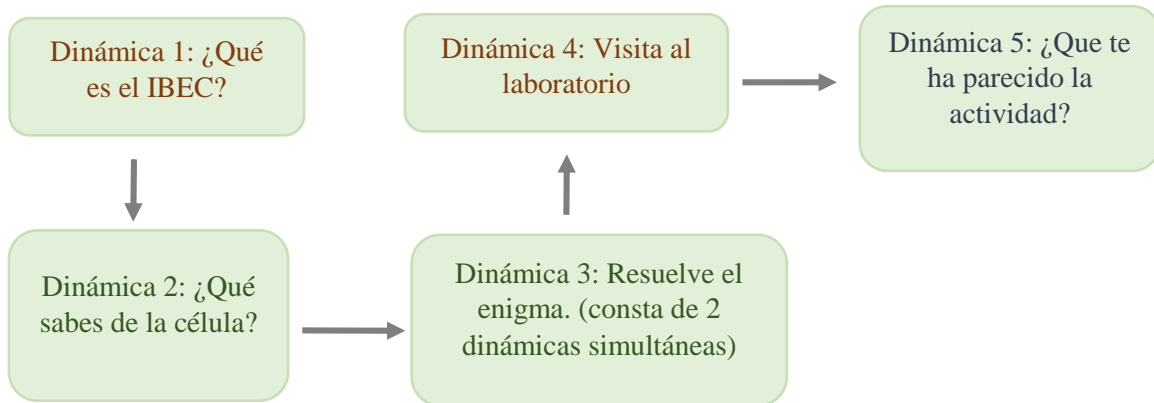 Dinámica 1: ¿Qué
es el IBEC?
Dinámica 2: ¿Qué
sabes de la célula?
Dinámica 3: Resuelve el
enigma. (consta de 2
dinámicas simultáneas)
Dinámica 4: Visita al
laboratorio
Dinámica 5: ¿Que te
ha parecido la
actividad?